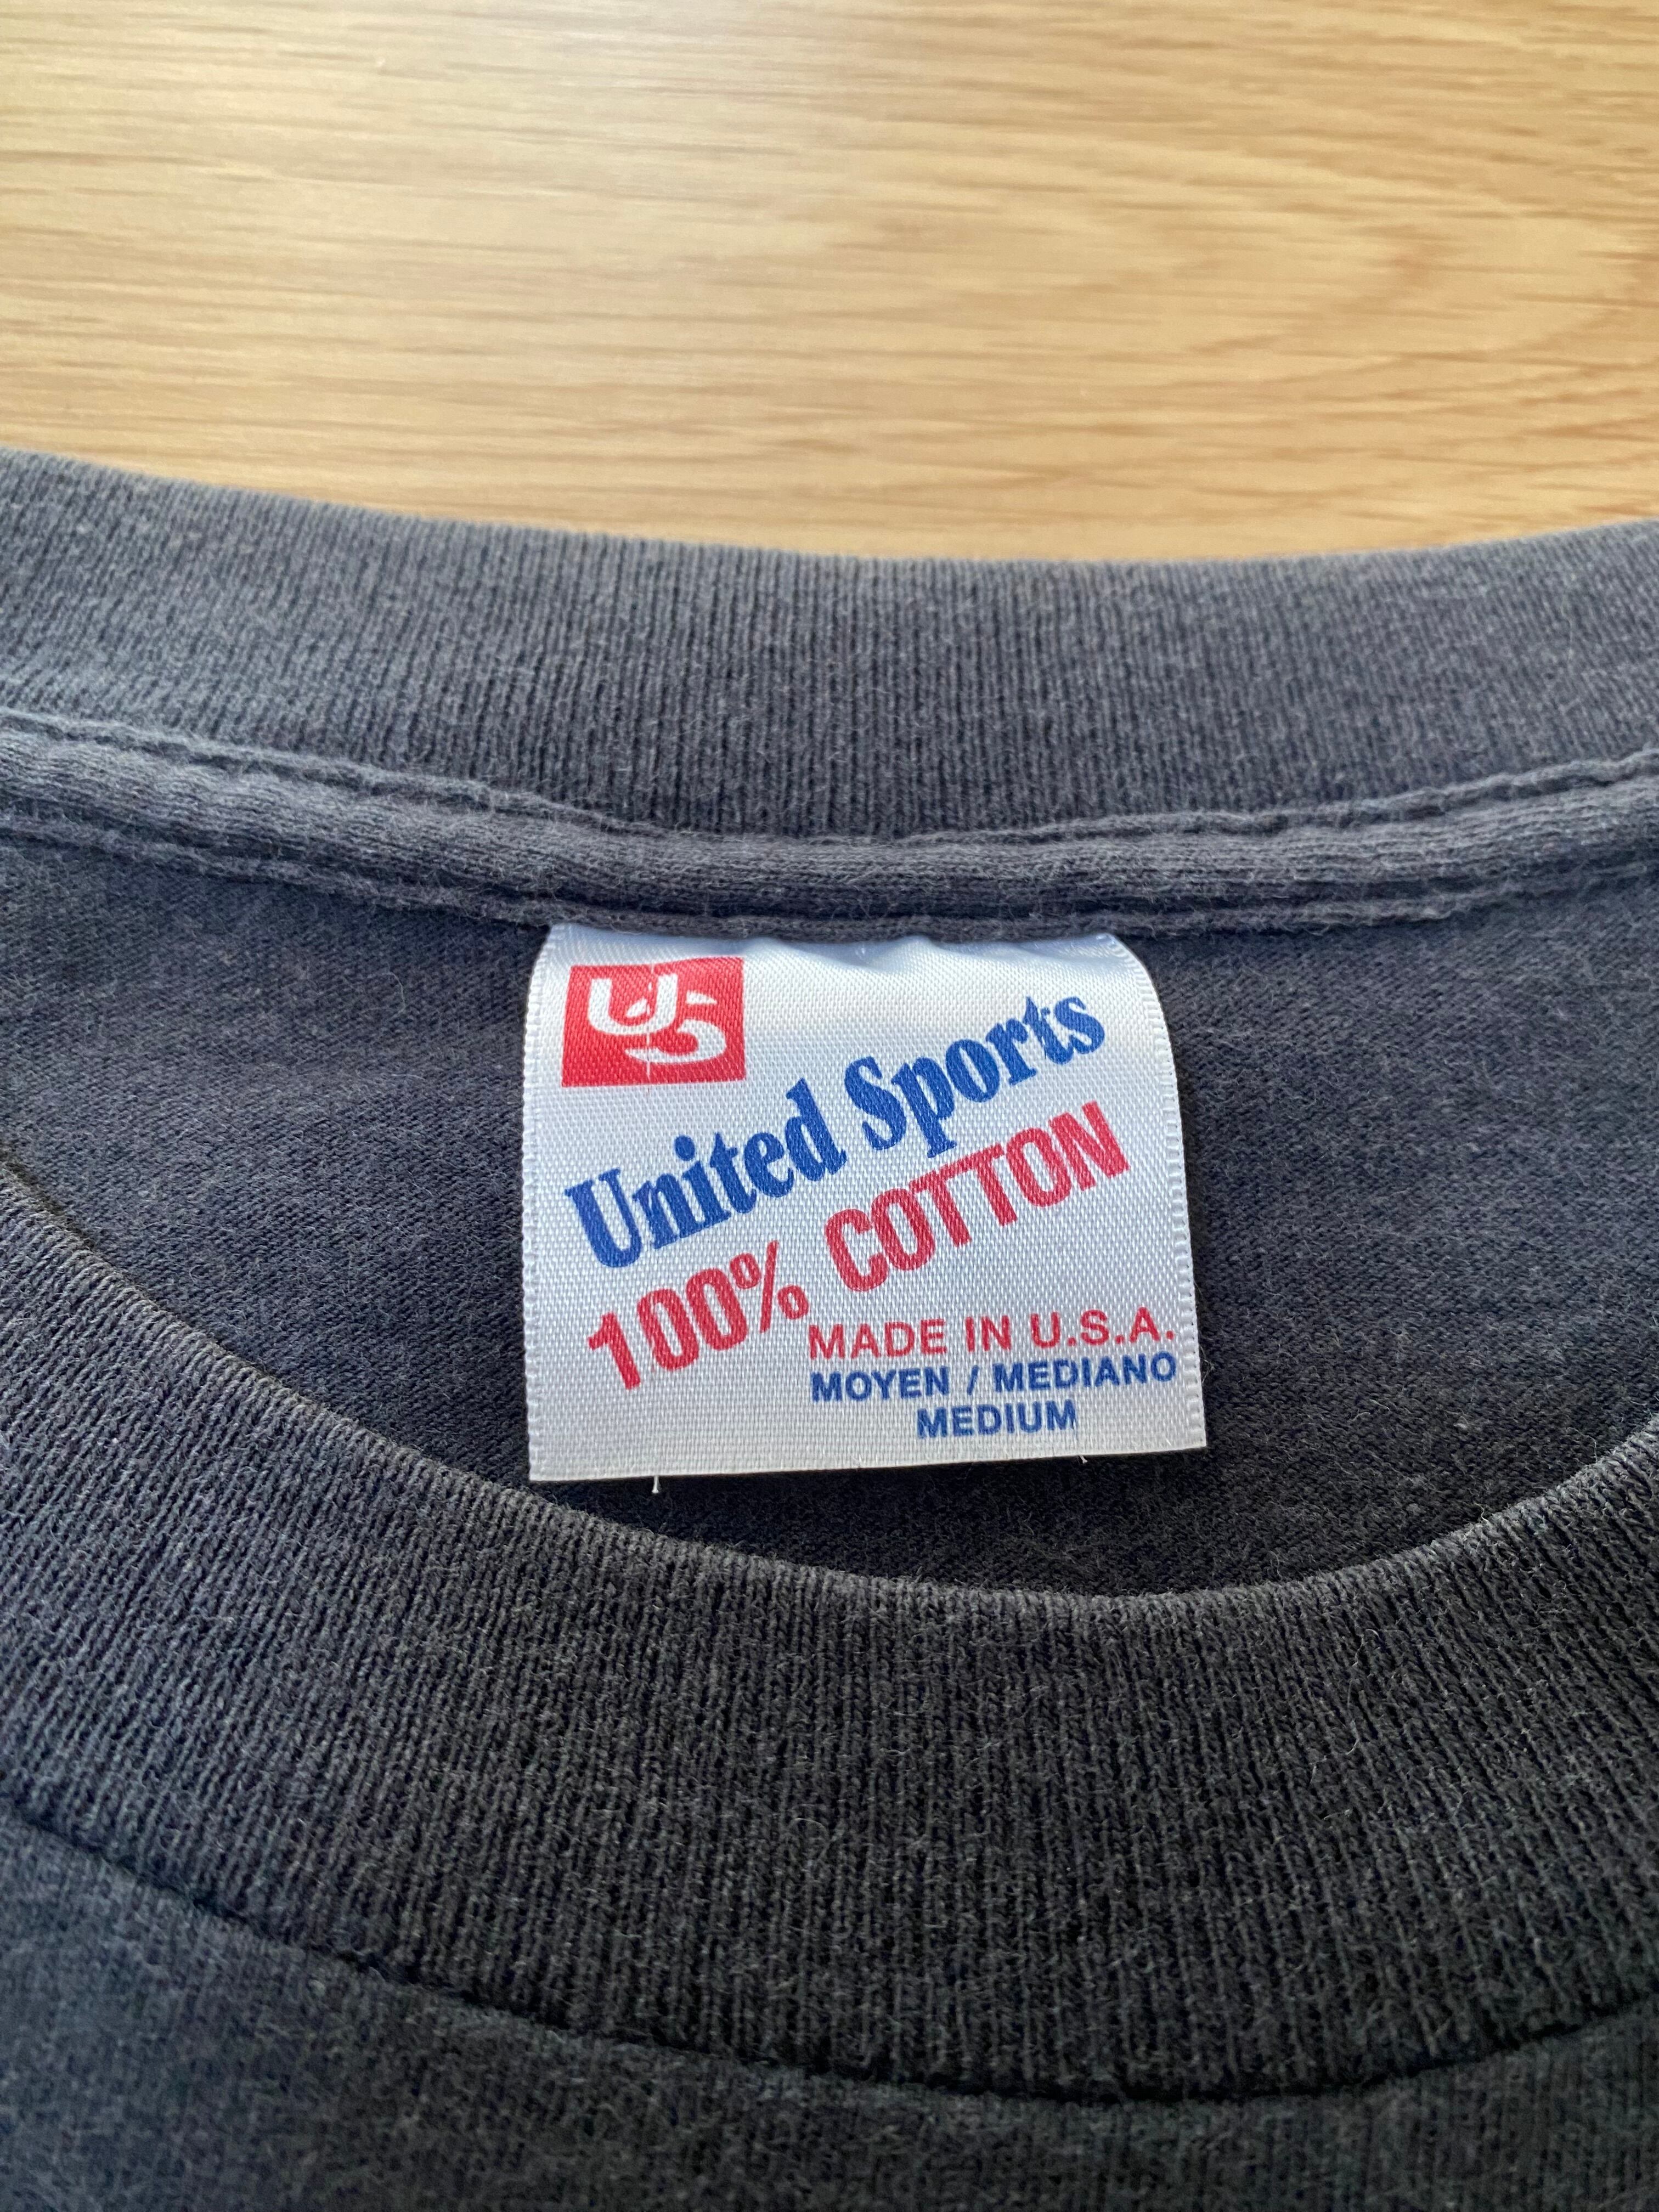 US
United Sports
100% COTTON
MADE IN U.S.A.
MOYEN / MEDIANO
MEDIUM